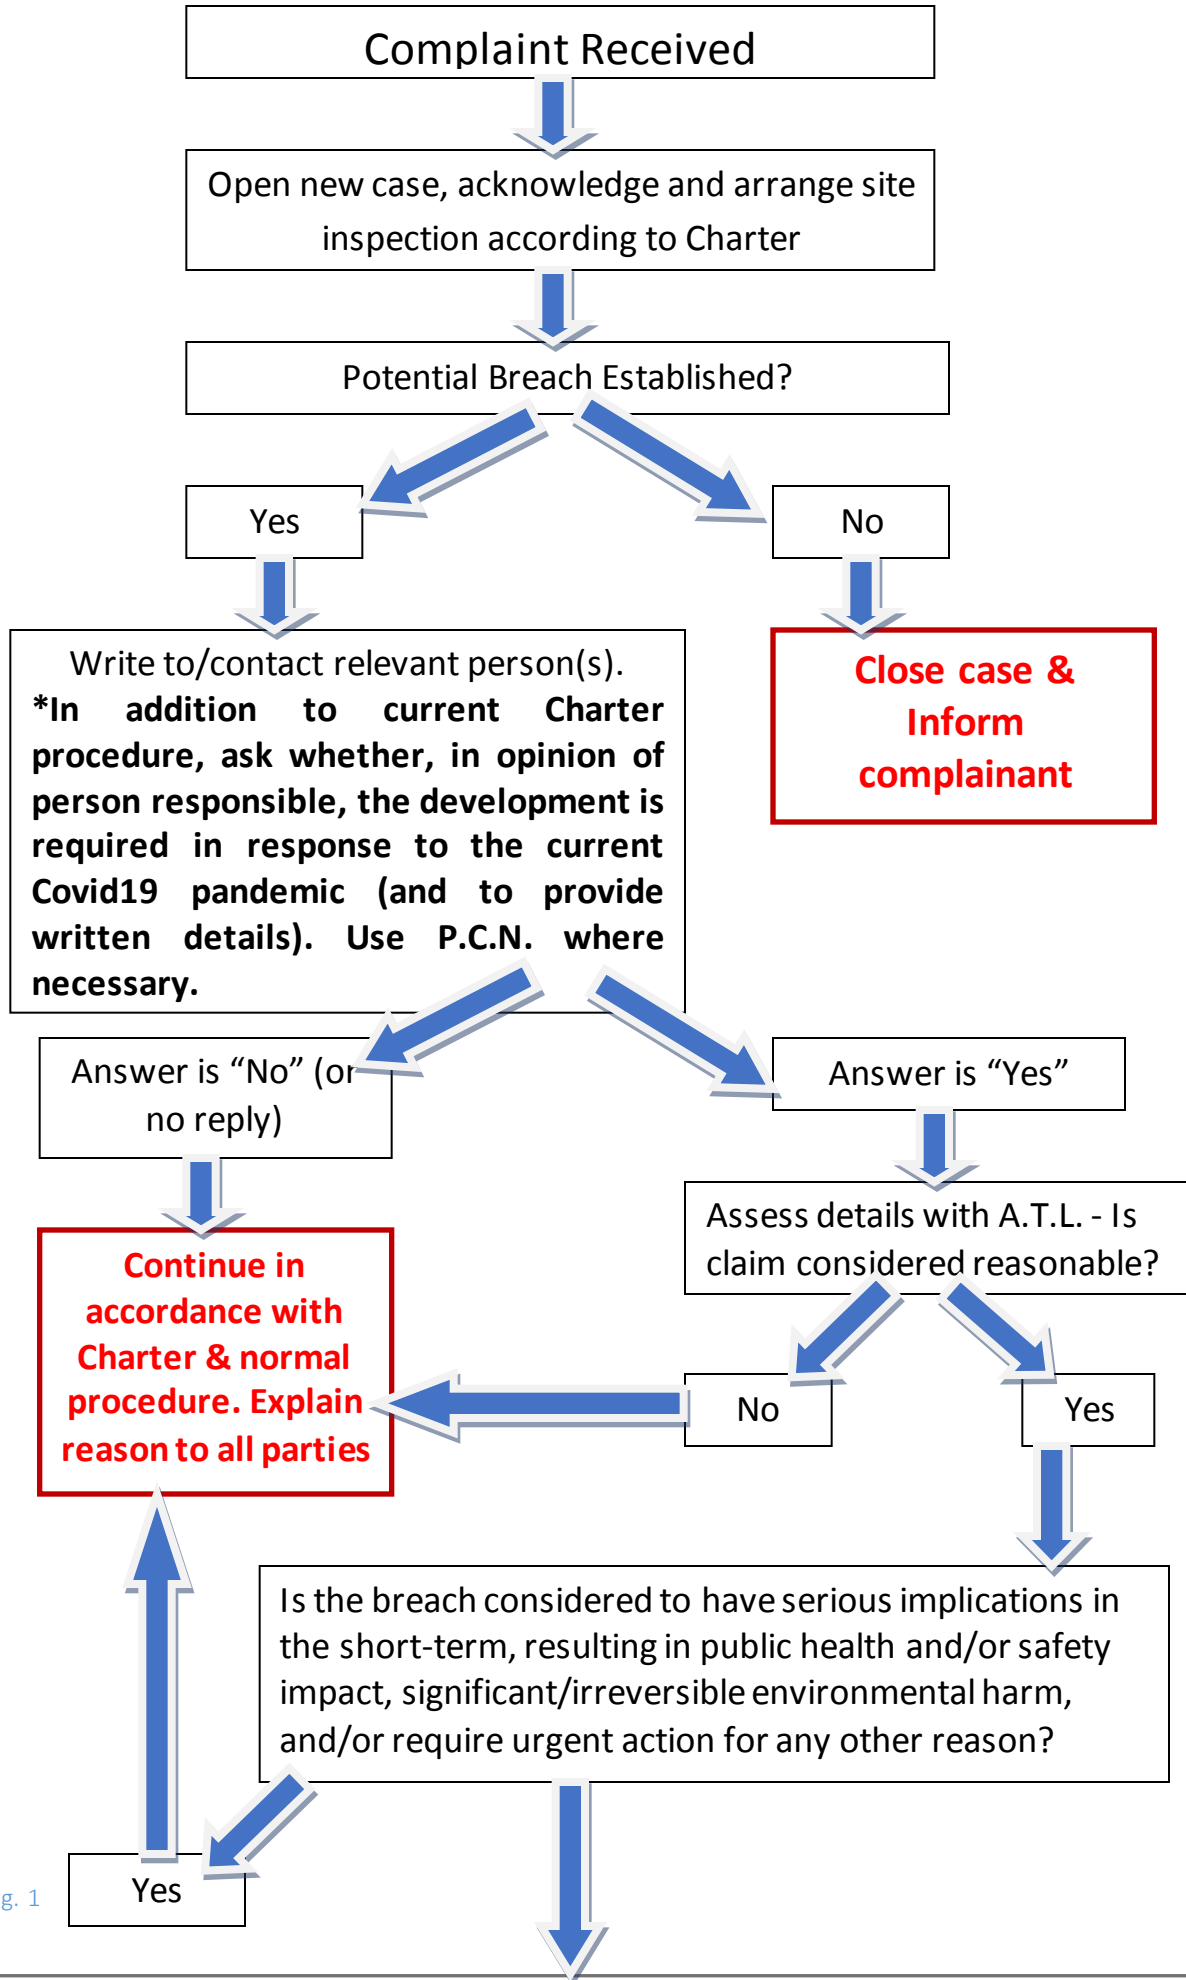 Complaint Received
Open new case, acknowledge and arrange site
inspection according to Charter
Potential Breach Established?
Yes
No
Write to/contact relevant person(s).
*In addition to current Charter
procedure, ask whether, in opinion of
person responsible, the development is
required in response to the current
Covid19 pandemic (and to provide
written details). Use P.C.N. where
necessary.
Close case &
Inform
complainant
Answer is “No” (or
no reply)
Answer is “Yes”
Assess details with A.T.L. - Is
claim considered reasonable?
Continue in
accordance with
Charter & normal
procedure. Explain
reason to all parties
No
Yes
Is the breach considered to have serious implications in
the short-term, resulting in public health and/or safety
impact, significant/irreversible environmental harm,
and/or require urgent action for any other reason?
Yes
g. 1